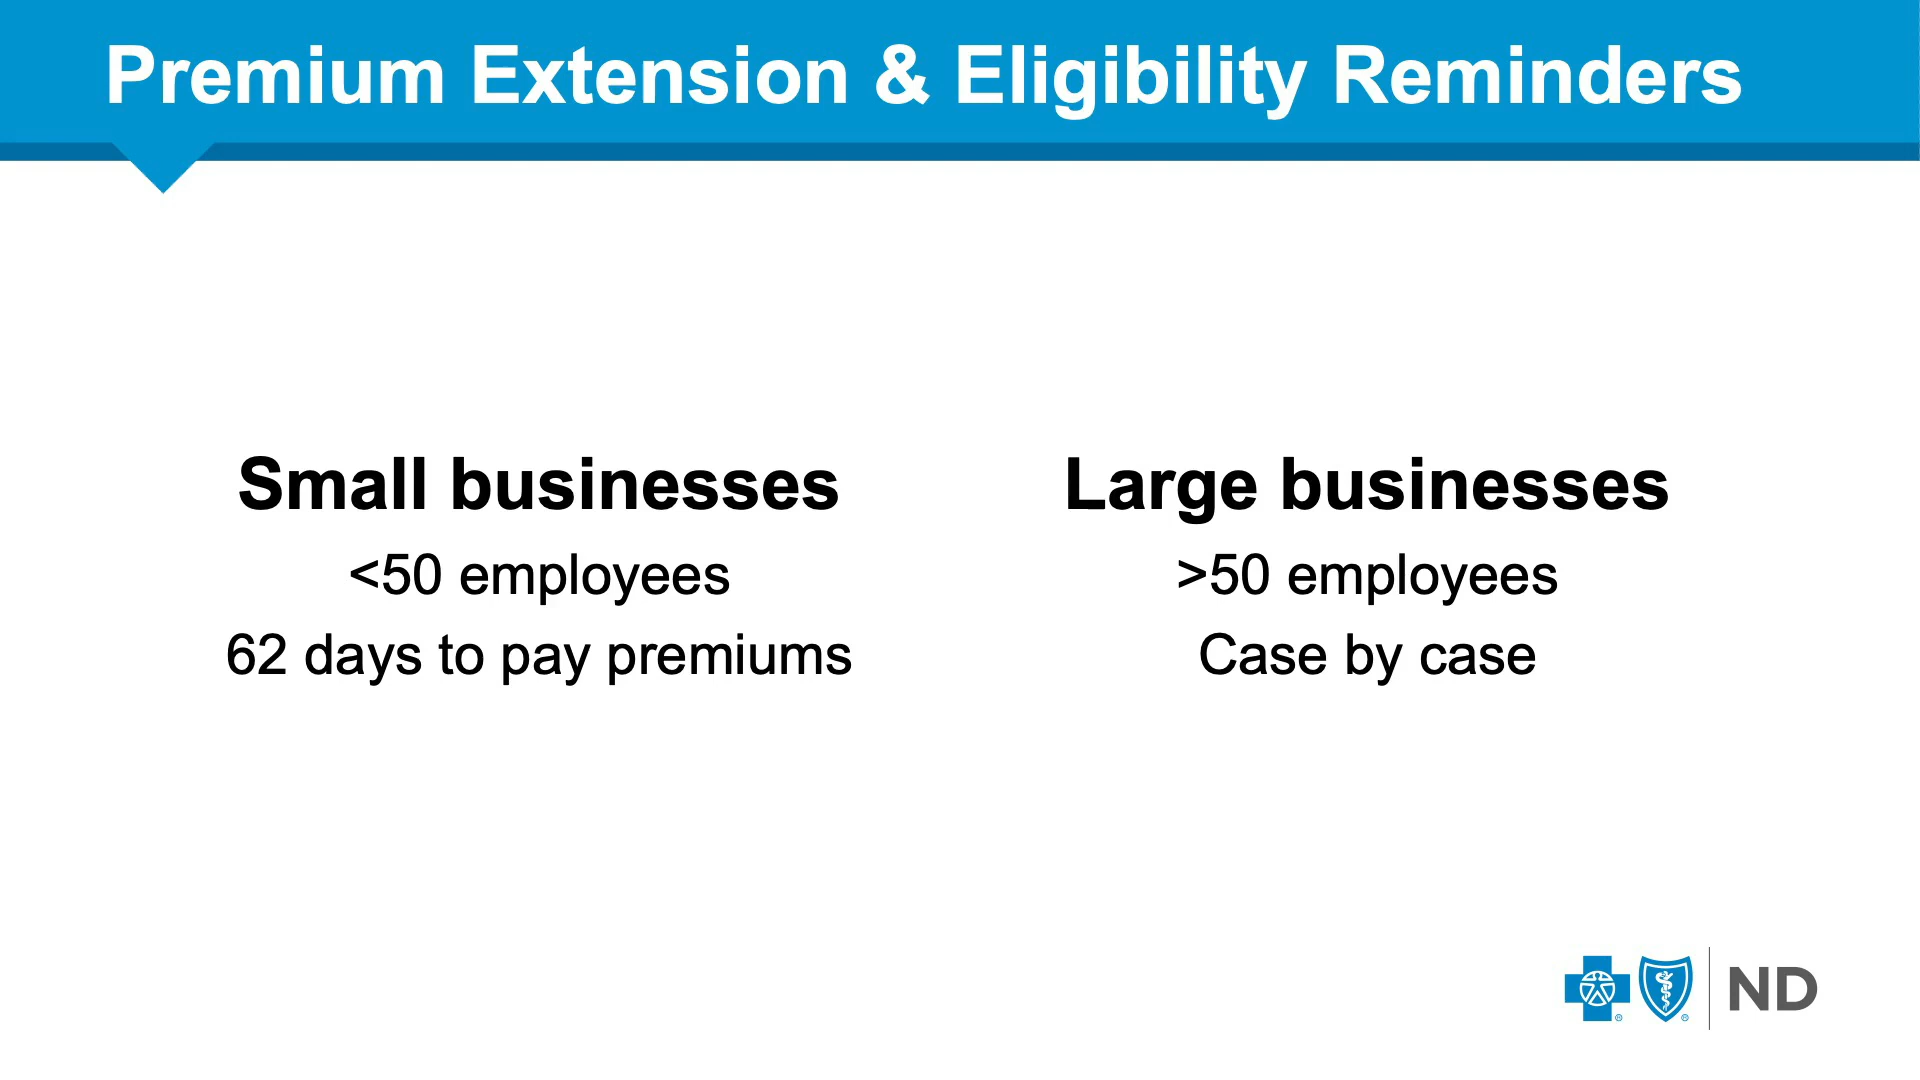 Premium Extension & Eligibility Reminders
Small businesses
<50 employees
62 days to pay premiums
Large businesses
>50 employees
Case by case
ND